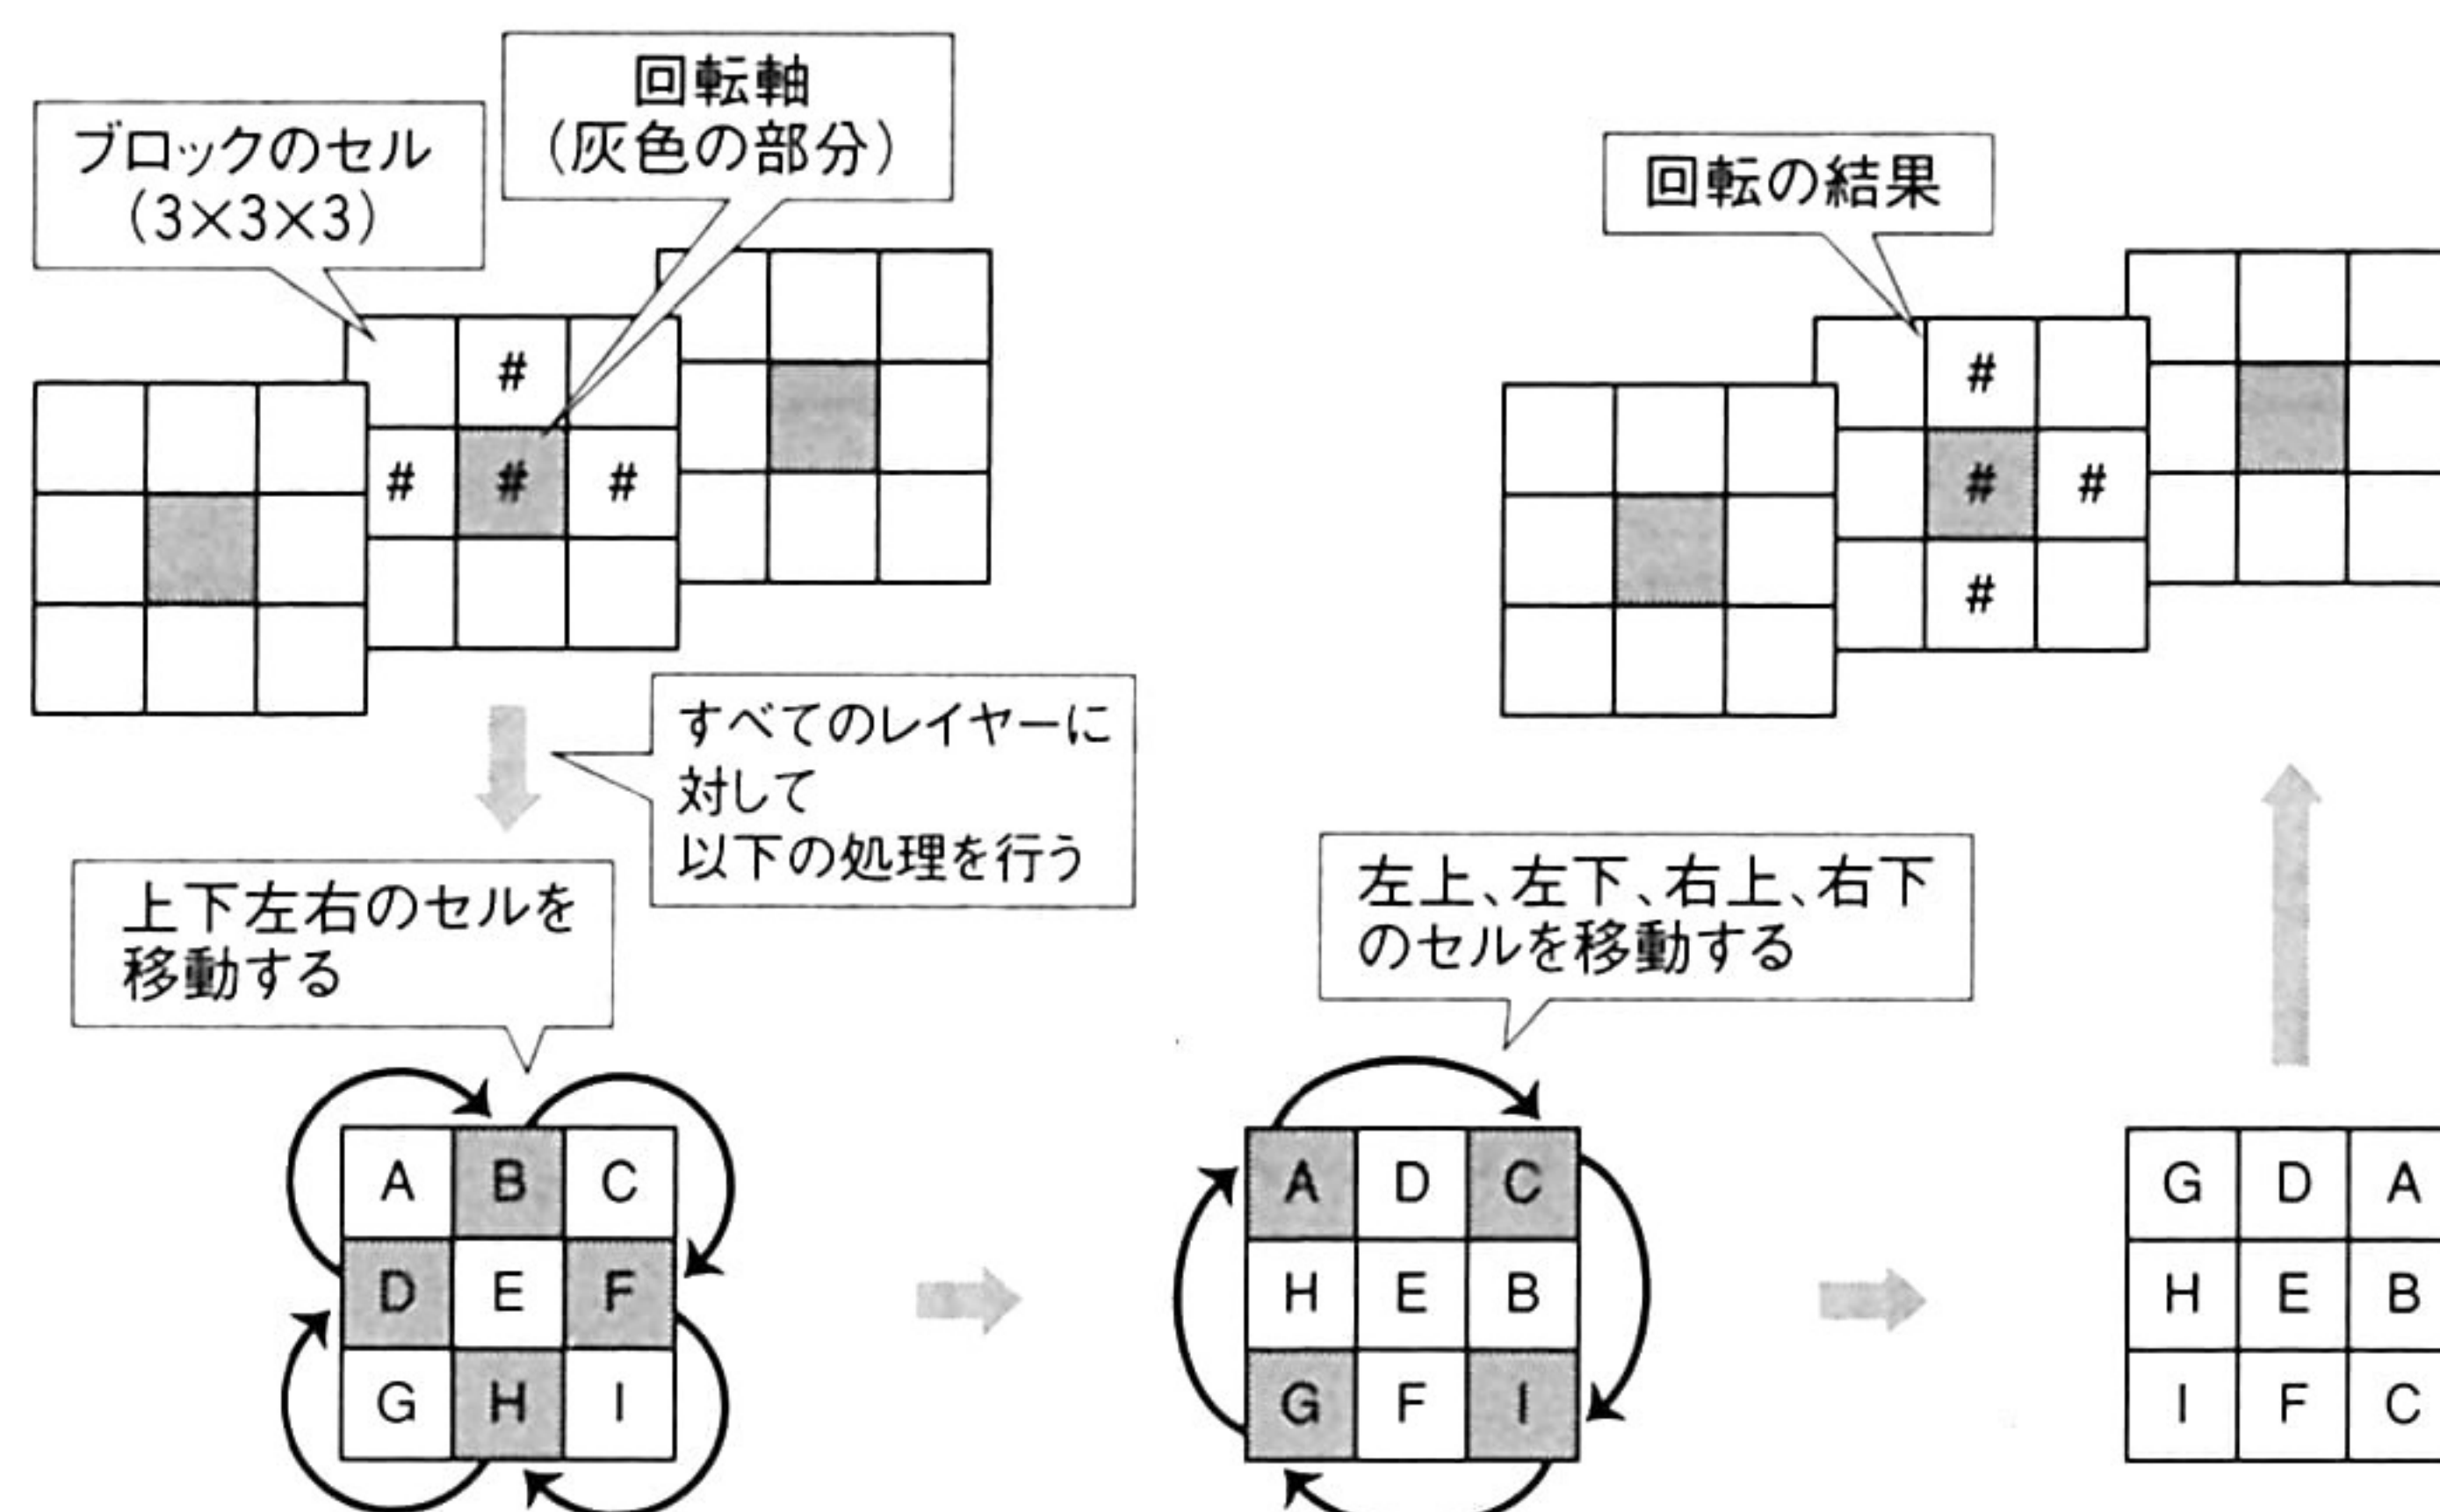 回転軸
(灰色の部分)
ブロックのセル
(3×3×3)
#
# # #
回転の結果
#
# #
#
すべてのレイヤーに
対して
以下の処理を行う
上下左右のセルを
移動する
左上、左下、右上、右下
のセルを移動する
A B C
D E F
G H I
A D C
H E B
G F I
G D A
H E B
I F C